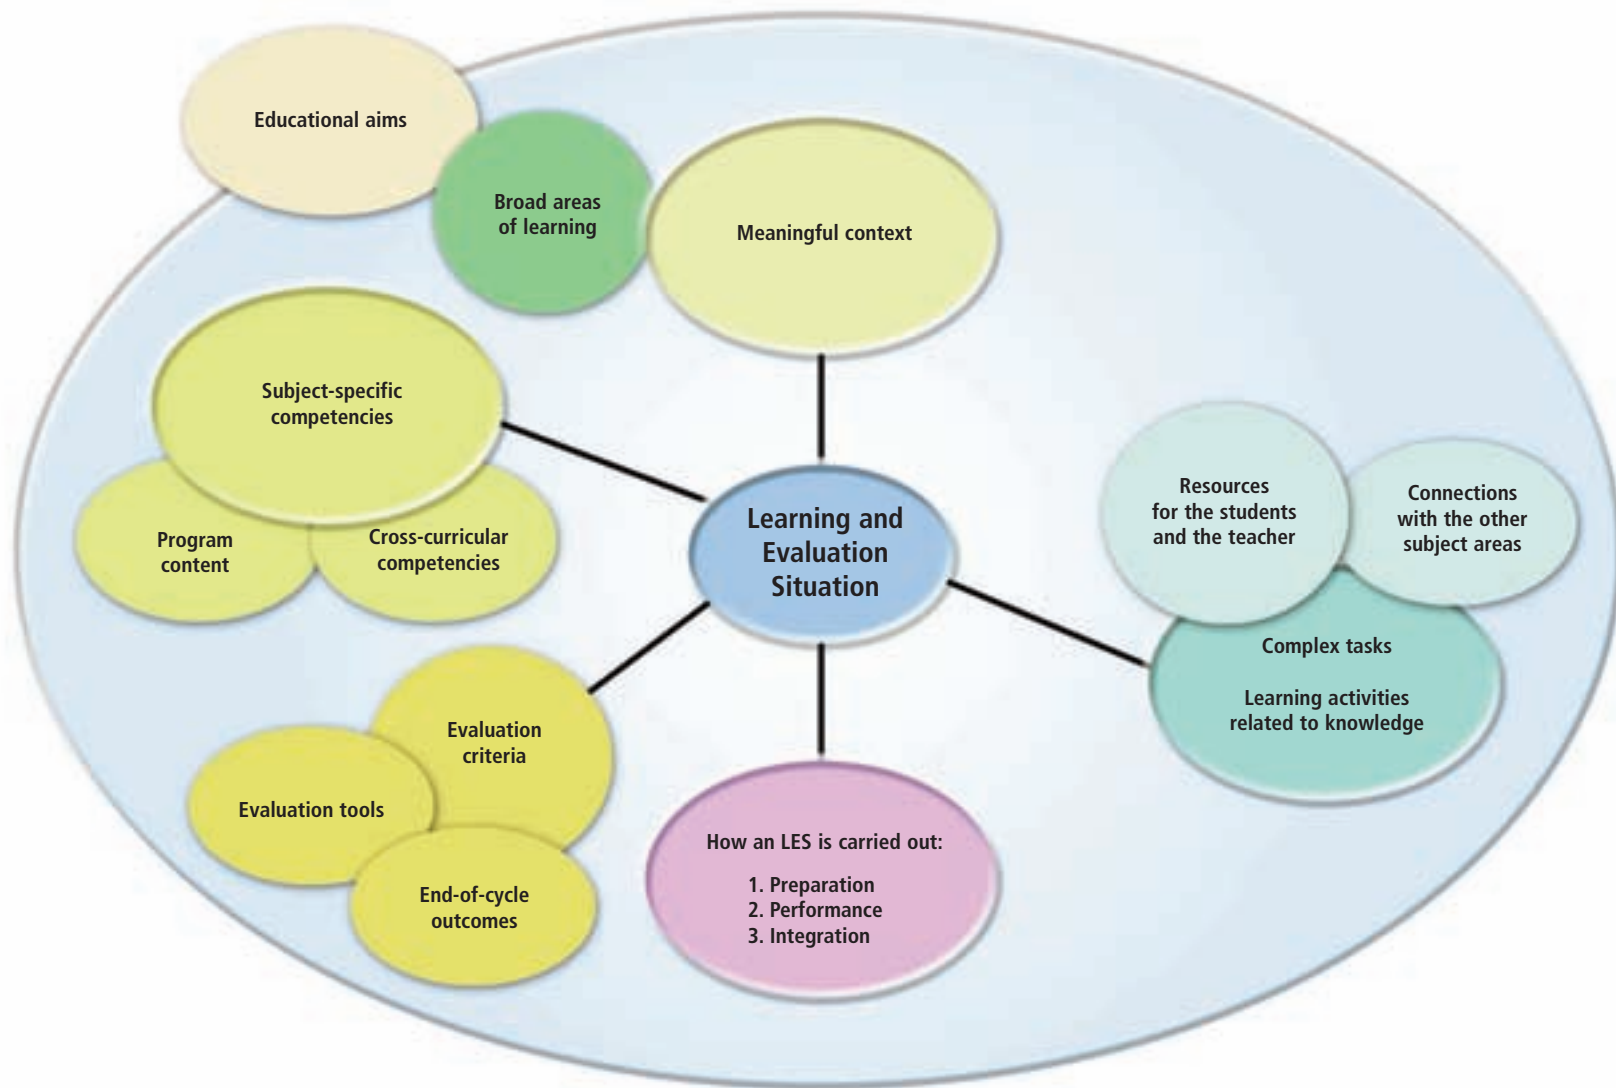 Educational aims
Broad areas
of learning
Meaningful context
Subject-specific
competencies
Program
content
Cross-curricular
competencies
Learning and
Evaluation
Situation
Resources
for the students
and the teacher
Connections
with the other
subject areas
Complex tasks
Learning activities
related to knowledge
Evaluation
criteria
Evaluation tools
End-of-cycle
outcomes
How an LES is carried out:
1. Preparation
2. Performance
3. Integration